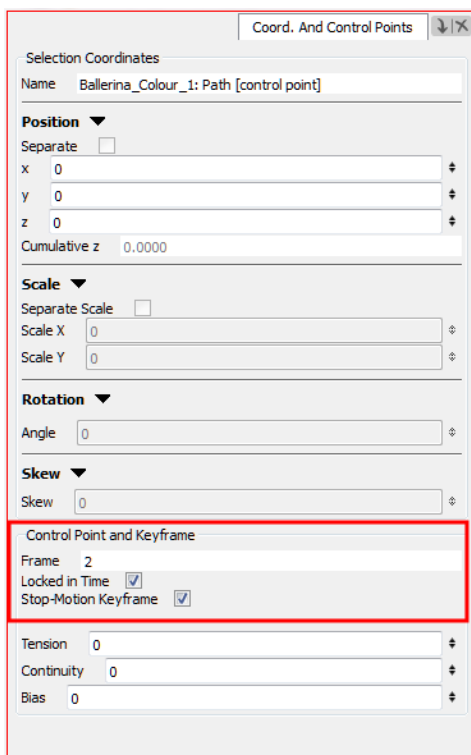 Coord. And Control Points
Selection Coordinates
Name Ballerina_Colour_1: Path [control point]
Position
Separate
x 0
y 0
z 0
Cumulative z 0.0000
Scale
Separate Scale
Scale X 0
Scale Y 0
Rotation
Angle 0
Skew
Skew 0
Control Point and Keyframe
Frame 2
Locked in Time
Stop-Motion Keyframe
Tension 0
Continuity 0
Bias 0